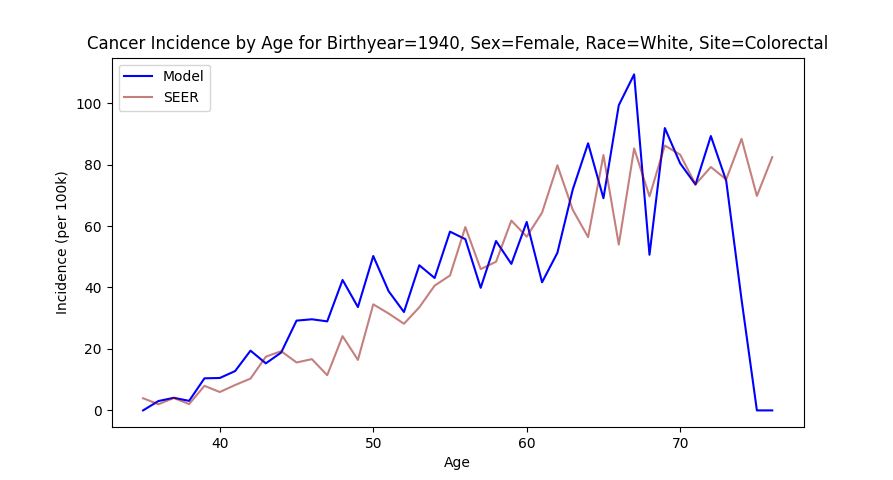 Cancer Incidence by Age for Birthyear=1940, Sex=Female, Race=White, Site=Colorectal
Model
SEER
100
80
60
40
20
0
Incidence (per 100k)
40
50
60
70
Age